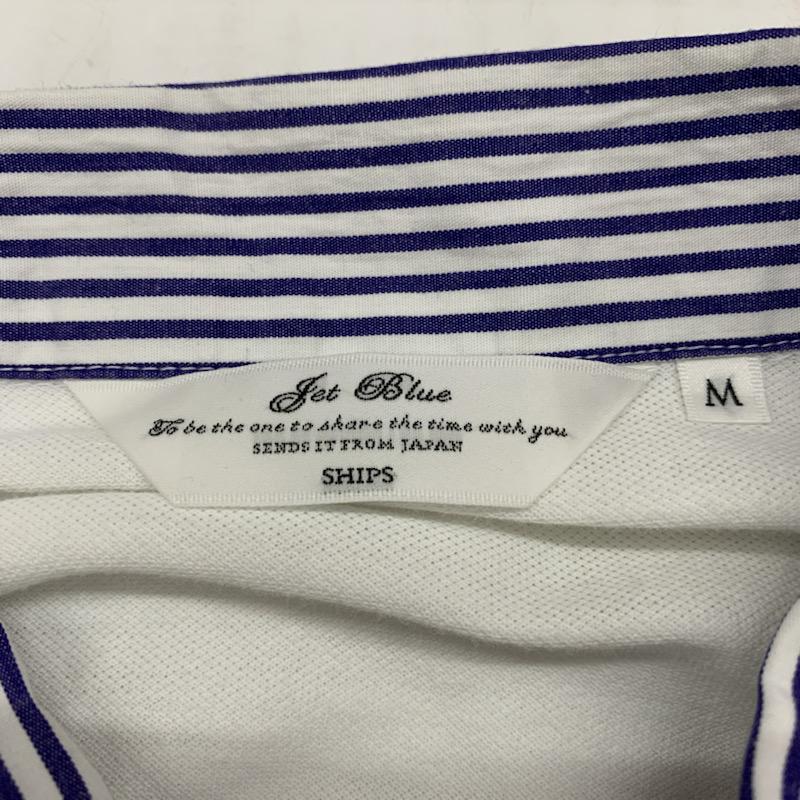 Jet Blue
To be the one to share the time with you
SENDS IT FROM JAPAN
SHIPS
M